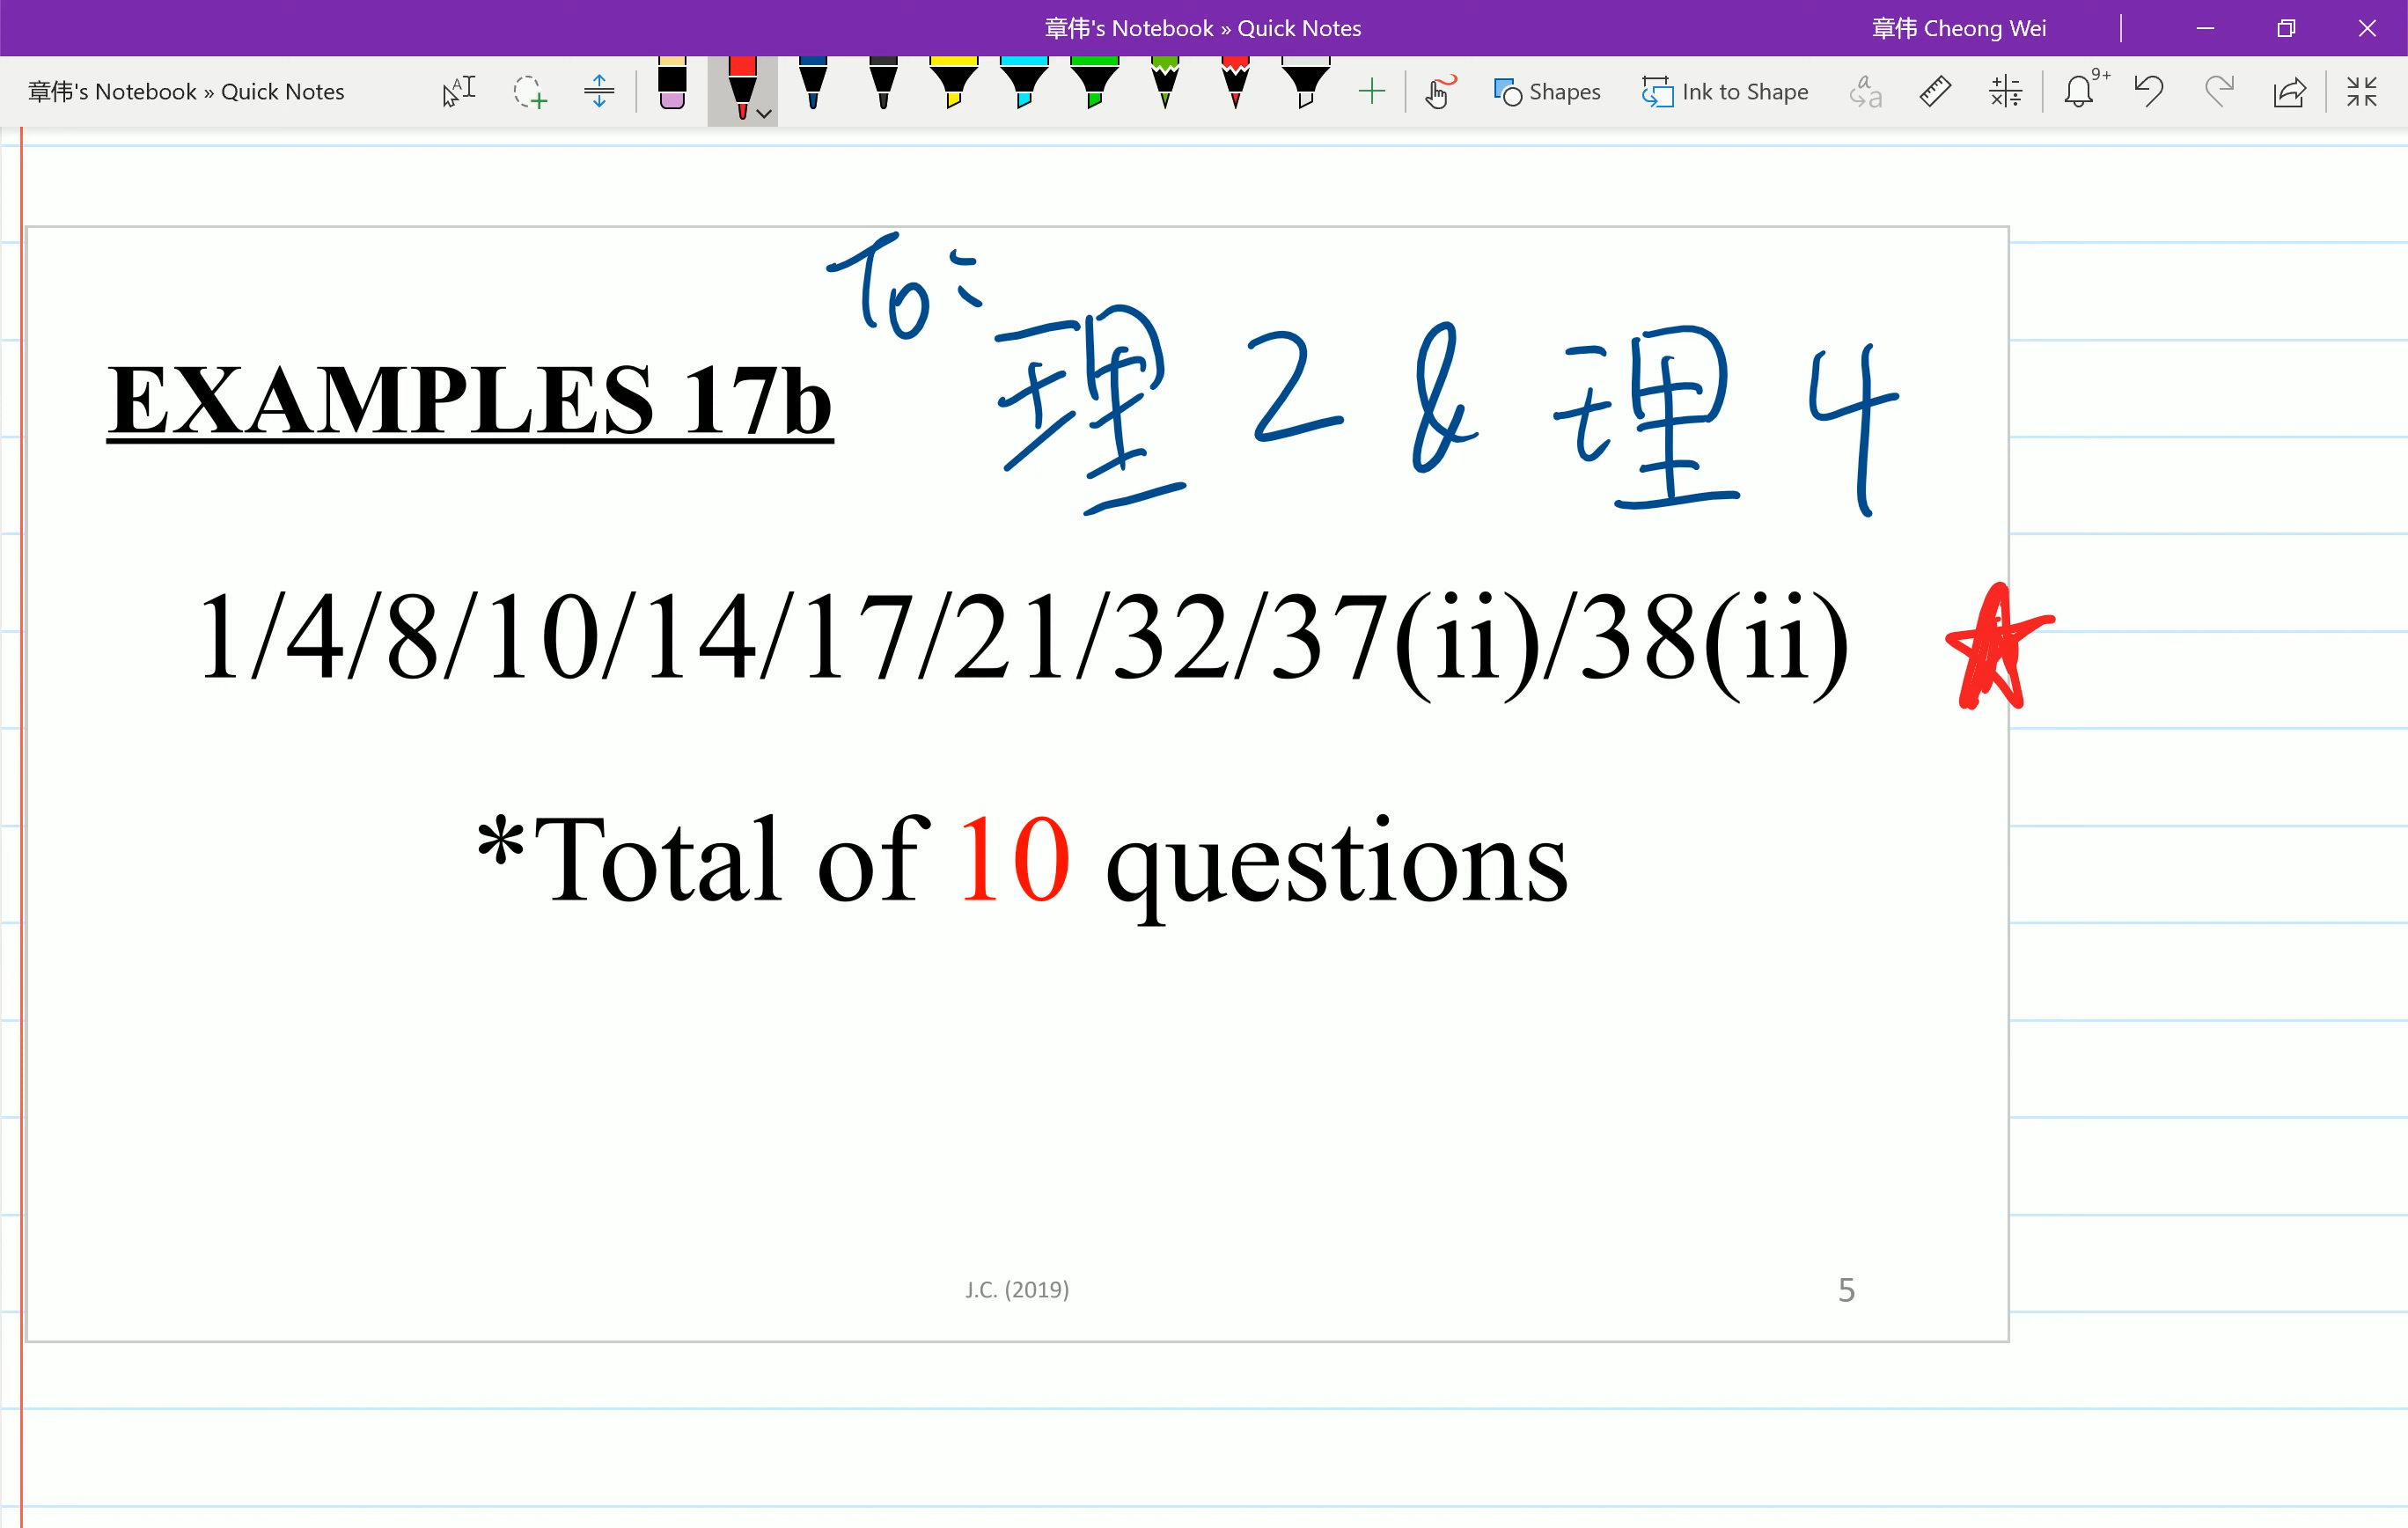 章伟's Notebook » Quick Notes
章伟 Cheong Wei
章伟's Notebook » Quick Notes
Shapes
Ink to Shape
9+
To:
理2 & 理4
EXAMPLES 17b
1/4/8/10/14/17/21/32/37(ii)/38(ii)
*Total of 10 questions
J.C. (2019)
5